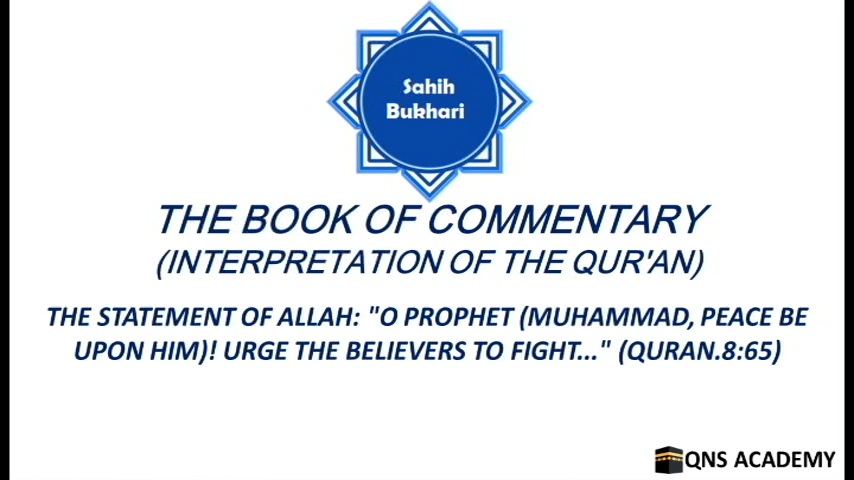 Sahih
Bukhari
THE BOOK OF COMMENTARY
(INTERPRETATION OF THE QUR'AN)
THE STATEMENT OF ALLAH: "O PROPHET (MUHAMMAD, PEACE BE
UPON HIM)! URGE THE BELIEVERS TO FIGHT..." (QURAN.8:65)
QNS ACADEMY